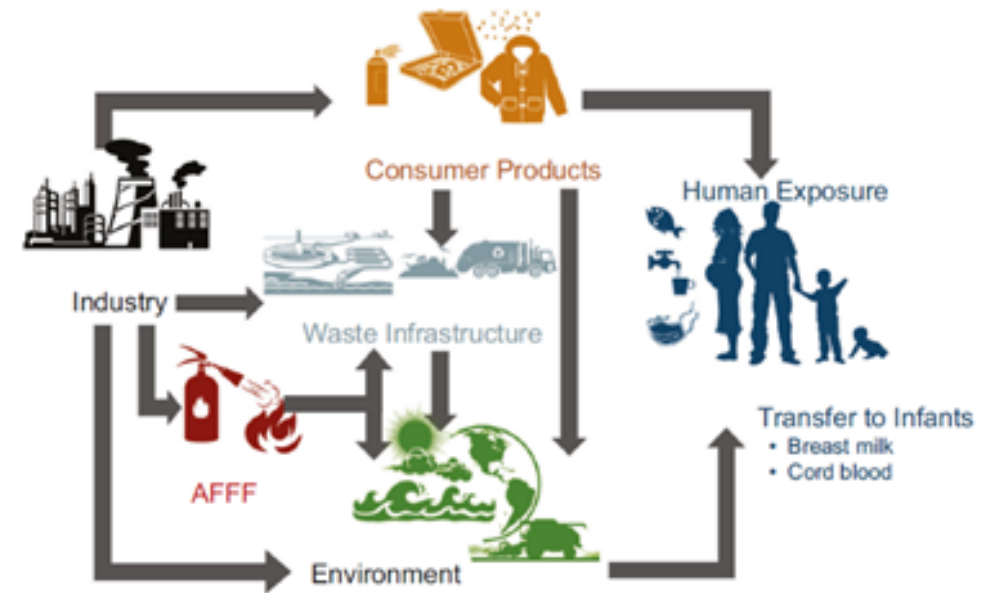 Consumer Products
Human Exposure
Industry
Waste Infrastructure
AFFF
Transfer to Infants
• Breast milk
• Cord blood
Environment